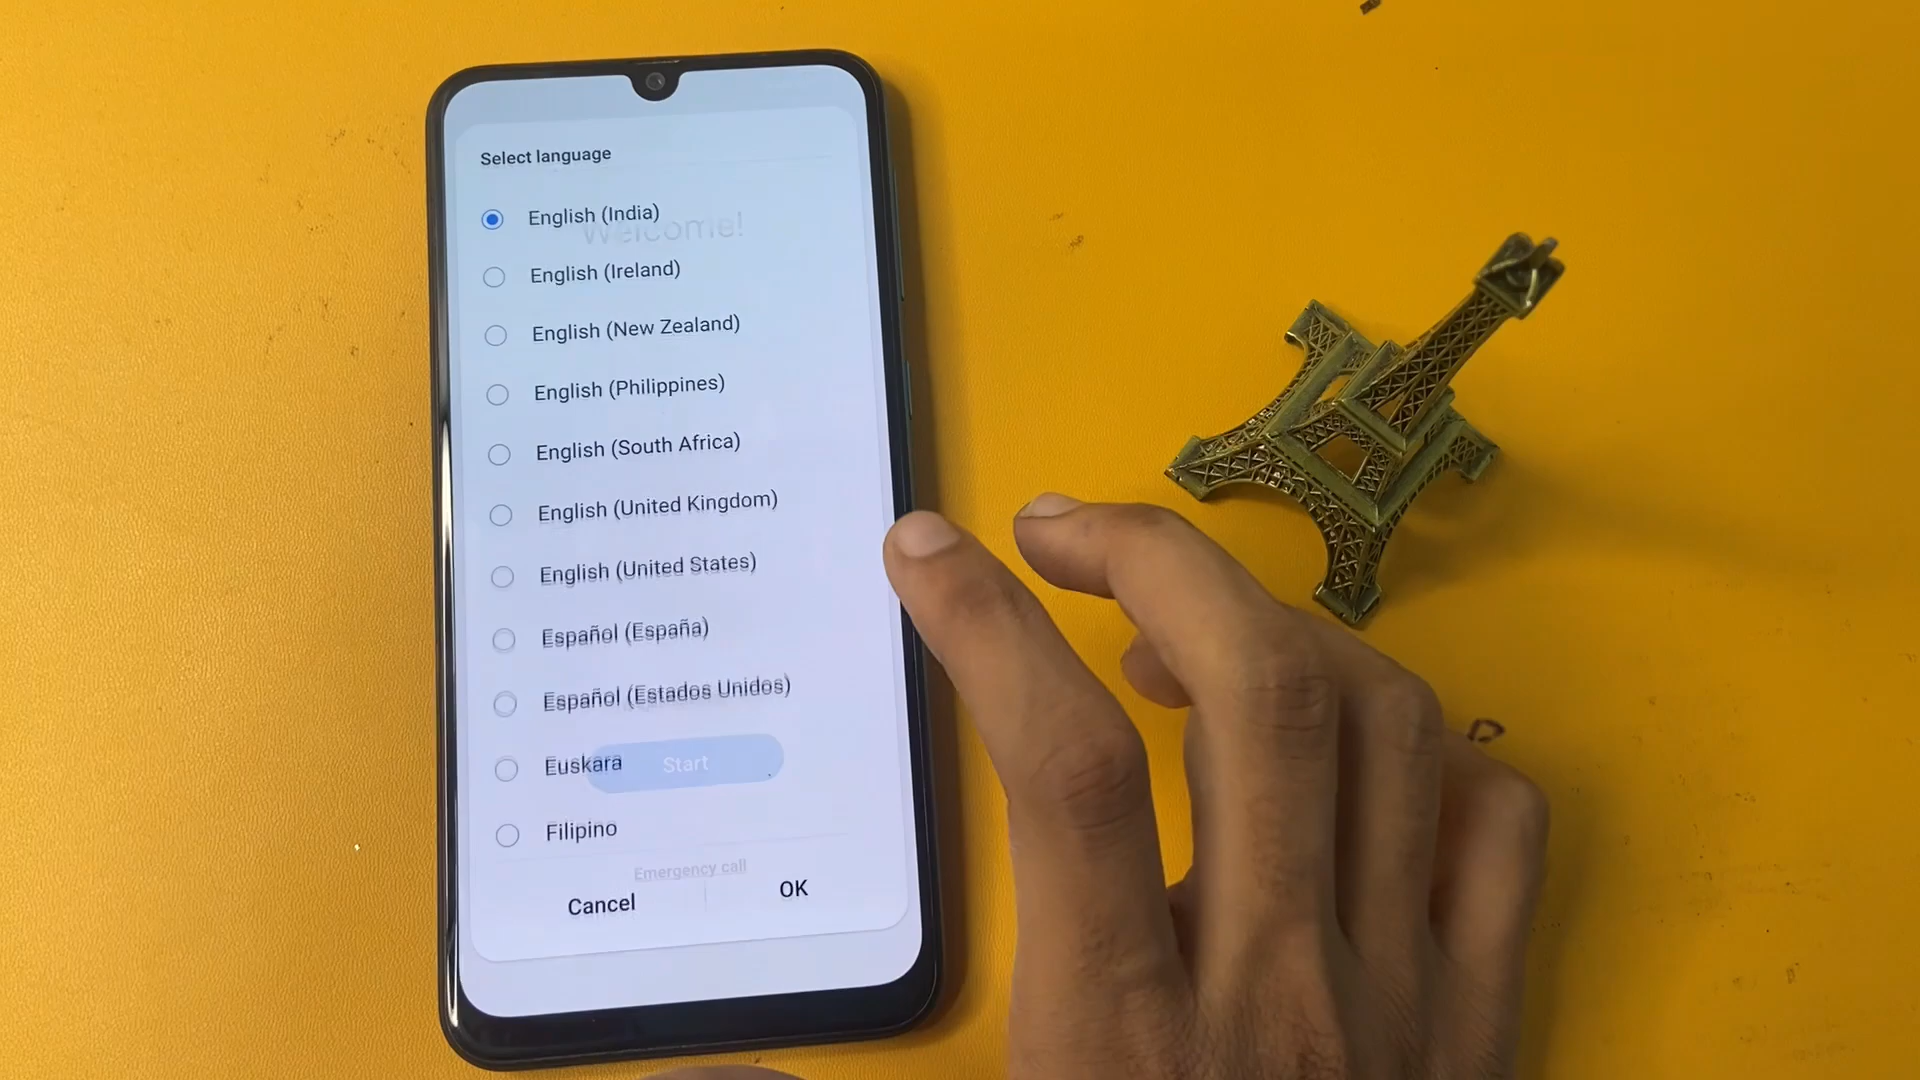 Select language
English (India)
Welcome!
English (Ireland)
English (New Zealand)
English (Philippines)
English (South Africa)
English (United Kingdom)
English (United States)
Español (España)
Español (Estados Unidos)
Euskara
Start
Filipino
Emergency call
Cancel
OK